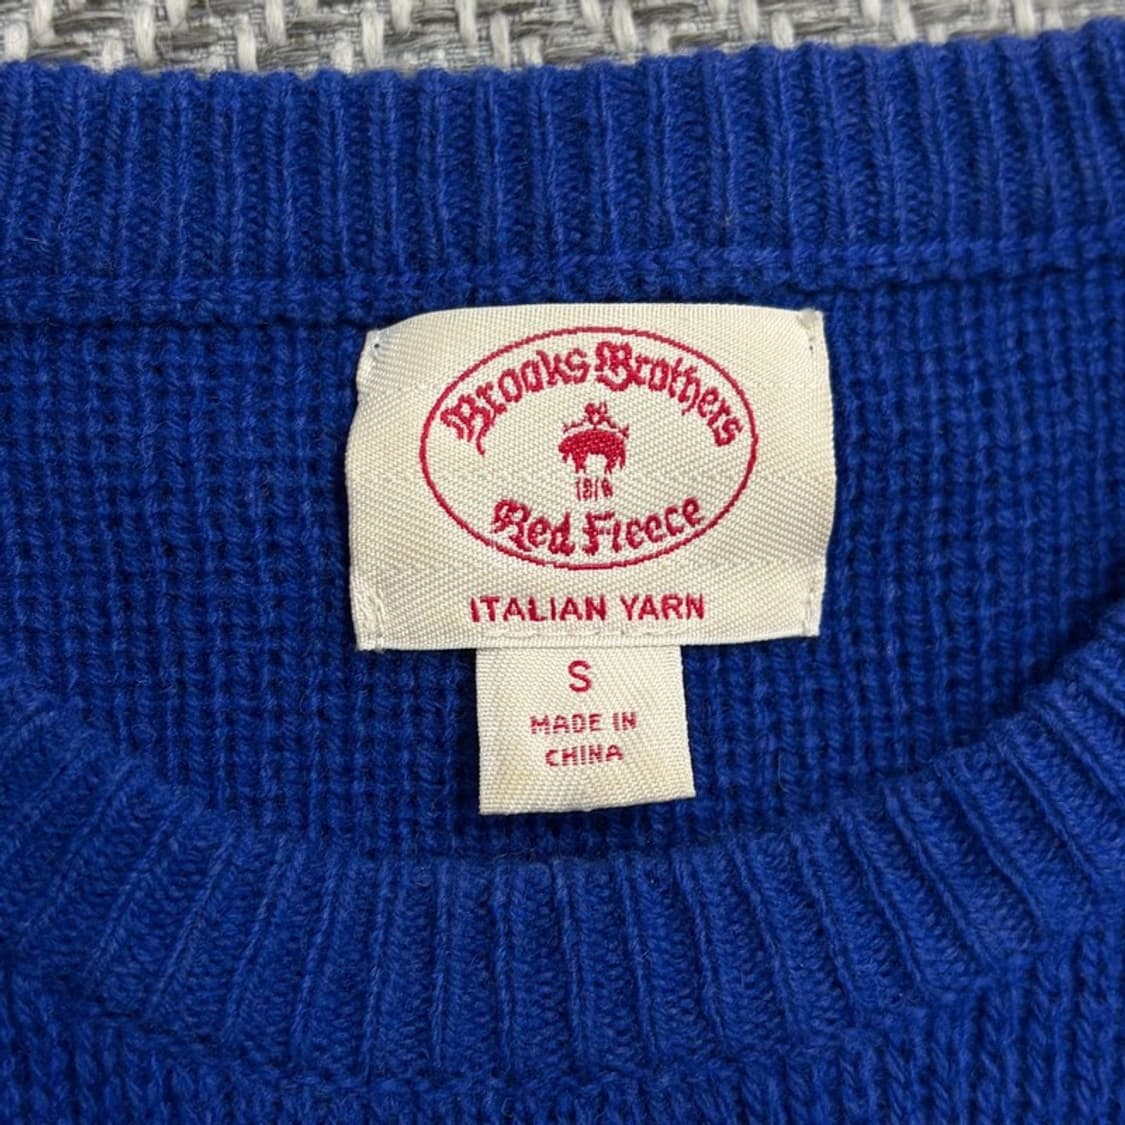 Brooks Brothers
1818
Red Fleece
ITALIAN YARN
S
MADE IN
CHINA